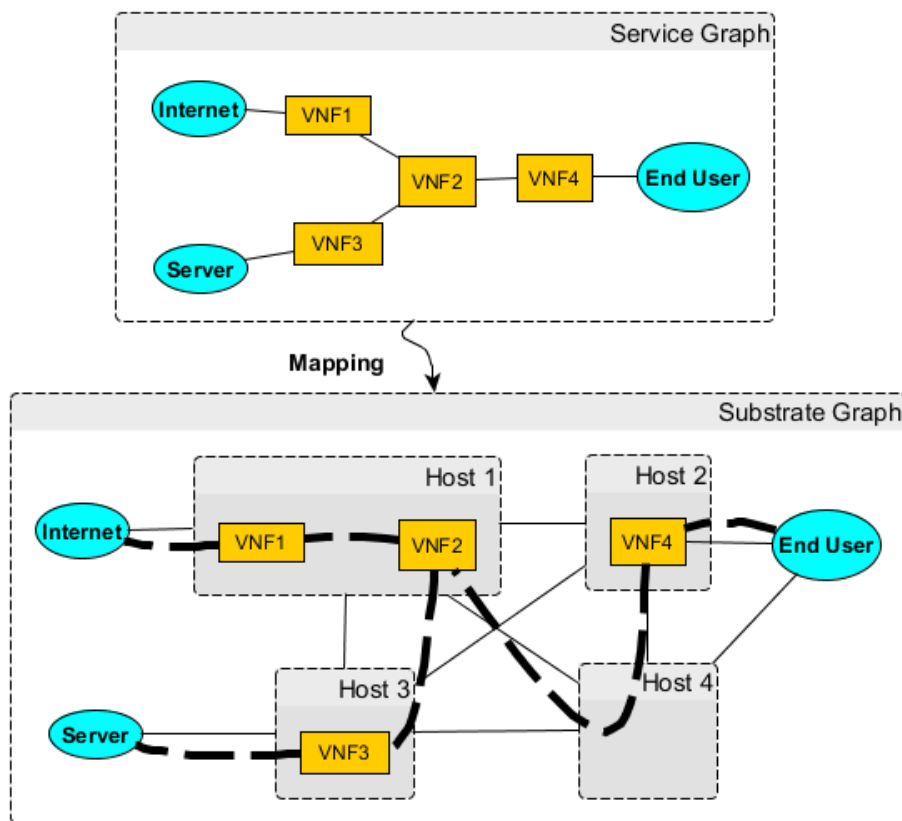 Service Graph
Internet
VNF1
VNF2
VNF4
End User
VNF3
Server
Mapping
Substrate Graph
Host 1
Host 2
Internet
VNF1
VNF2
VNF4
End User
Host 3
Host 4
Server
VNF3